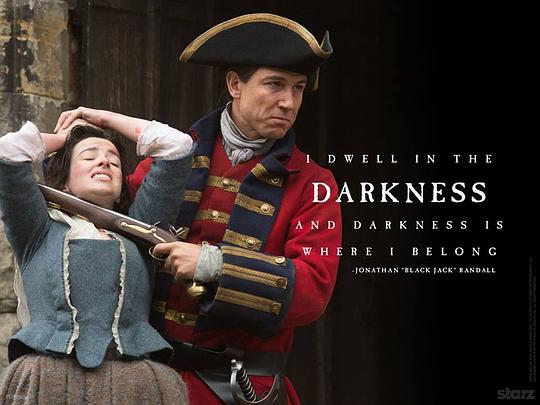 I DWELL IN THE
DARKNESS
AND DARKNESS IS
WHERE I BELONG
-JONATHAN "BLACK JACK" RANDALL
starz